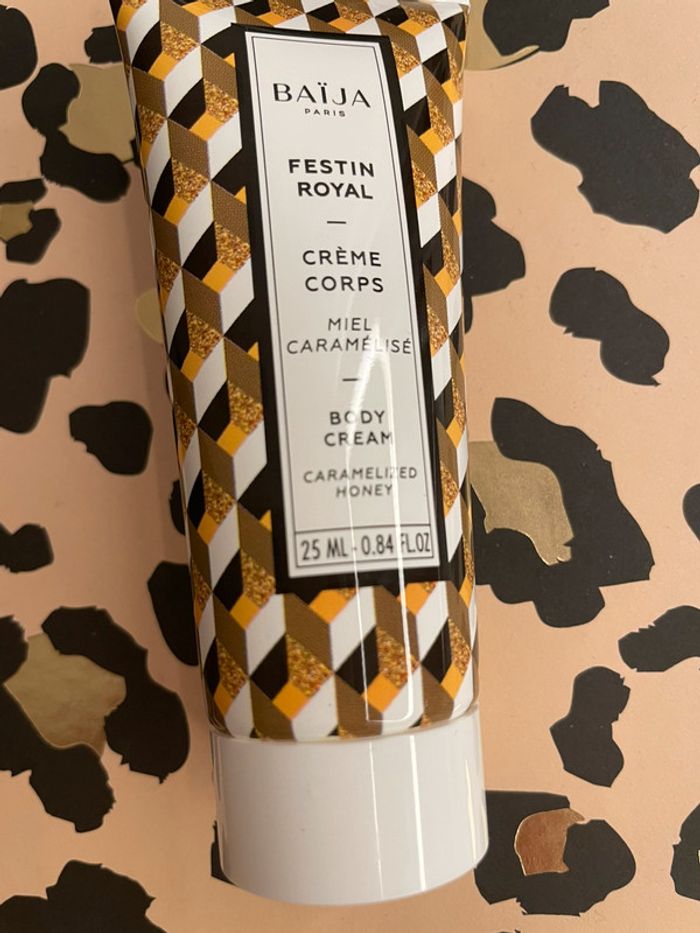 BAÏJA
PARIS
FESTIN
ROYAL
—
CRÈME
CORPS
MIEL
CARAMÉLISÉ
—
BODY
CREAM
CARAMELIZED
HONEY
25 ML - 0.84 FL.OZ